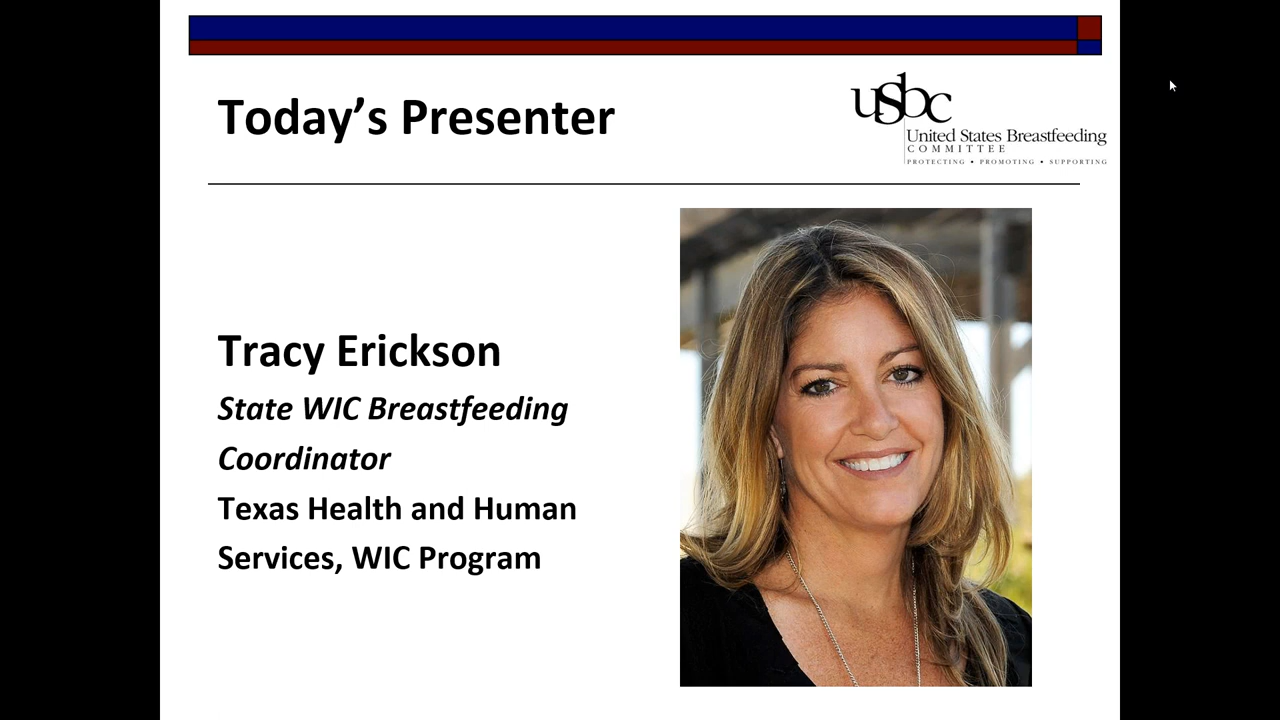 Today’s Presenter
usbc
United States Breastfeeding
COMMITTEE
PROTECTING • PROMOTING • SUPPORTING
Tracy Erickson
State WIC Breastfeeding
Coordinator
Texas Health and Human
Services, WIC Program